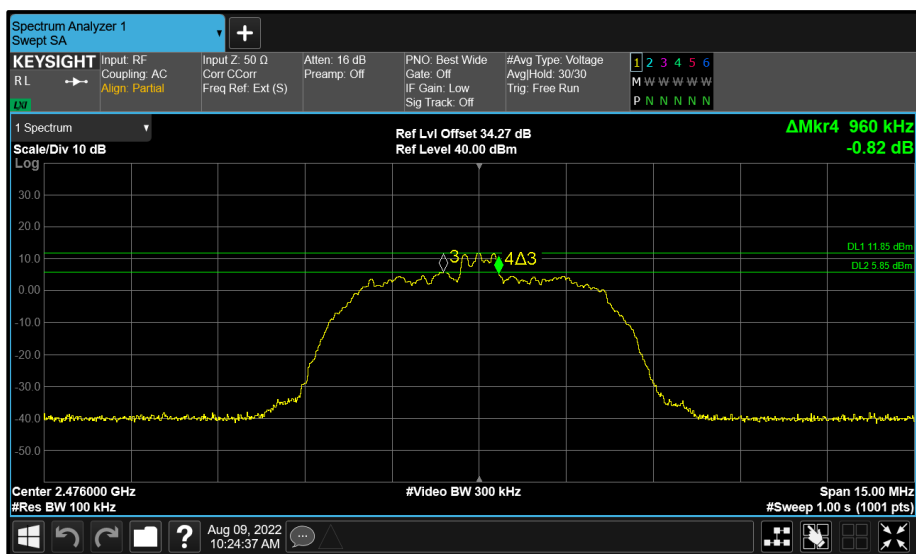 Spectrum Analyzer 1
Swept SA
KEYSIGHT
R L
LXI
Input: RF
Coupling: AC
Align: Partial
Input Z: 50 Ω
Corr CCorr
Freq Ref: Ext (S)
Atten: 16 dB
Preamp: Off
PNO: Best Wide
Gate: Off
IF Gain: Low
Sig Track: Off
#Avg Type: Voltage
Avg|Hold: 30/30
Trig: Free Run
1 2 3 4 5 6
M W W W W W
P N N N N N
1 Spectrum
Scale/Div 10 dB
Ref Lvl Offset 34.27 dB
Ref Level 40.00 dBm
ΔMkr4 960 kHz
-0.82 dB
Log
30.0
20.0
10.0
0.00
-10.0
-20.0
-30.0
-40.0
-50.0
3
4Δ3
DL1 11.85 dBm
DL2 5.85 dBm
Center 2.476000 GHz
#Res BW 100 kHz
#Video BW 300 kHz
Span 15.00 MHz
#Sweep 1.00 s (1001 pts)
?
Aug 09, 2022
10:24:37 AM